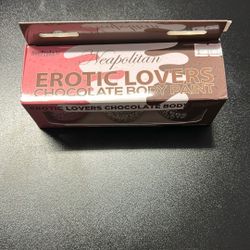 Neapolitan
EROTIC LOVERS
CHOCOLATE BODY PAINT
EROTIC LOVERS CHOCOLATE BODY